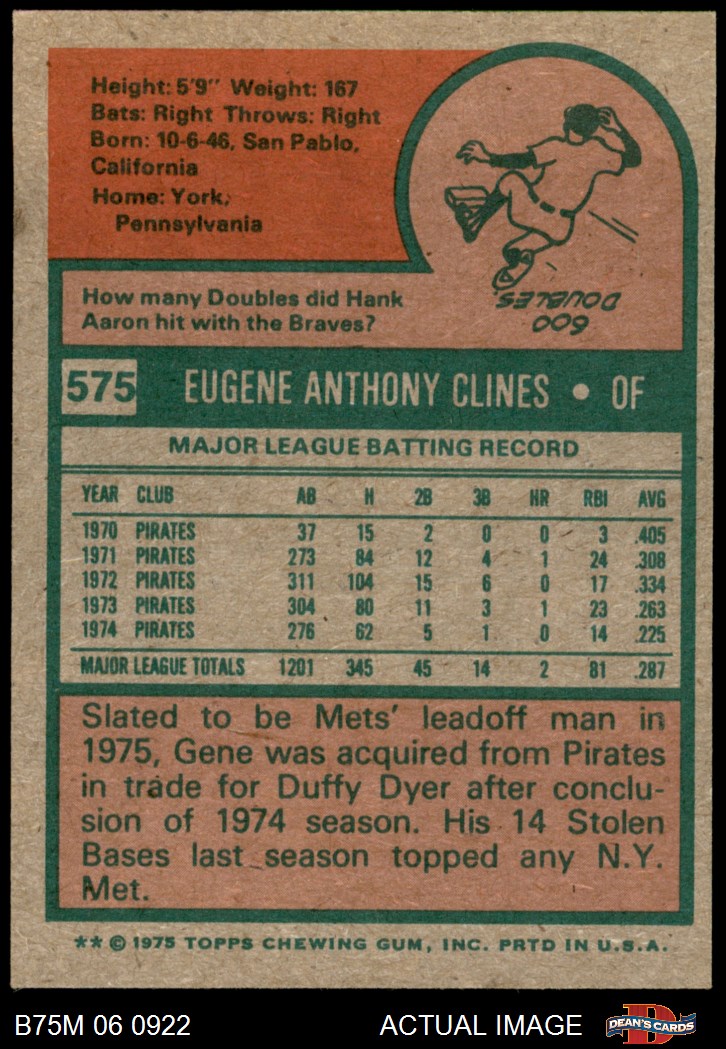 Height: 5'9" Weight: 167
Bats: Right Throws: Right
Born: 10-6-46, San Pablo,
California
Home: York,
Pennsylvania
How many Doubles did Hank
Aaron hit with the Braves?
600
DOUBLES.
575 EUGENE ANTHONY CLINES • OF
MAJOR LEAGUE BATTING RECORD
YEAR CLUB AB H 2B 3B HR RBI AVG
1970 PIRATES 37 15 2 0 0 3 .405
1971 PIRATES 273 84 12 4 1 24 .308
1972 PIRATES 311 104 15 6 0 17 .334
1973 PIRATES 304 80 11 3 1 23 .263
1974 PIRATES 276 62 5 1 0 14 .225
MAJOR LEAGUE TOTALS 1201 345 45 14 2 81 .287
Slated to be Mets' leadoff man in
1975, Gene was acquired from Pirates
in trade for Duffy Dyer after conclu-
sion of 1974 season. His 14 Stolen
Bases last season topped any N.Y.
Met.
** © 1975 TOPPS CHEWING GUM, INC. PRTD IN U.S.A.
B75M 06 0922 ACTUAL IMAGE DEAN'S CARDS